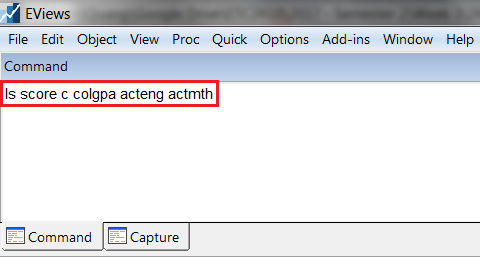 EViews
File Edit Object View Proc Quick Options Add-ins Window Help
Command
ls score c colgpa acteng actmth
Command Capture